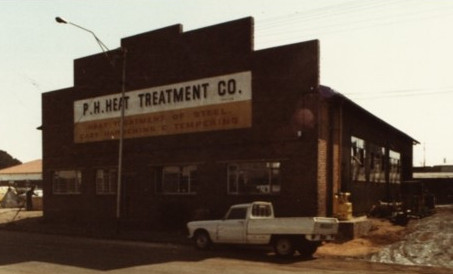 P.H. HEAT TREATMENT CO.
HEAT TREATMENT OF STEEL
CASE HARDENING & TEMPERING